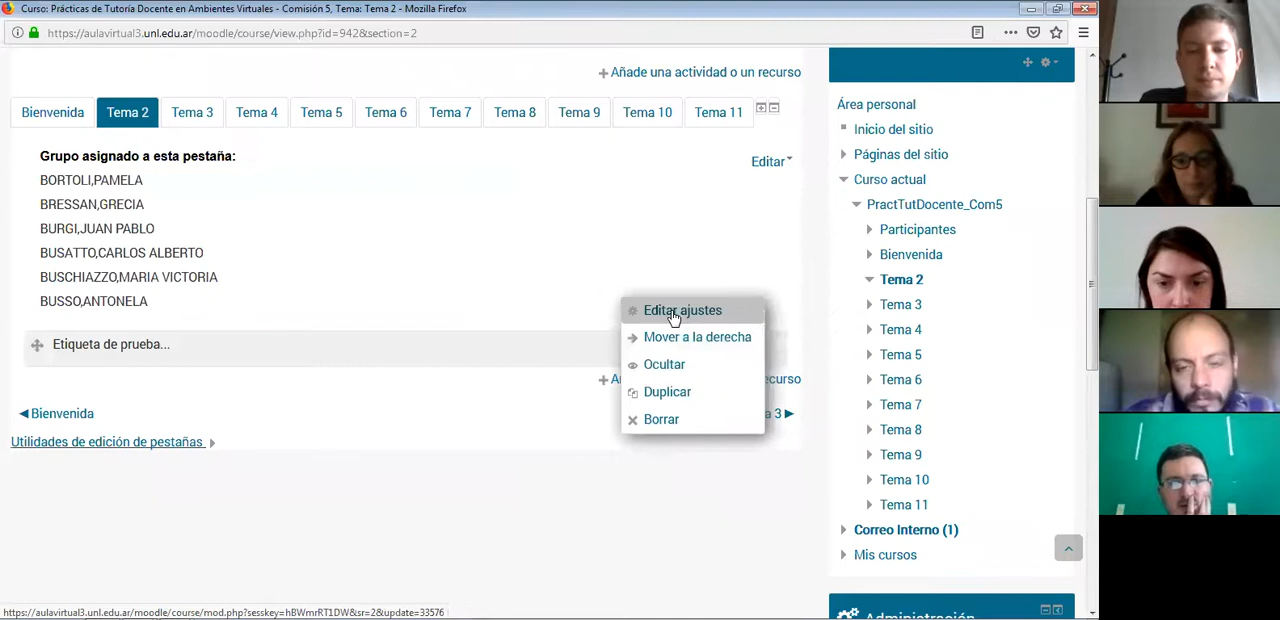 Curso: Prácticas de Tutoría Docente en Ambientes Virtuales - Comisión 5, Tema: Tema 2 - Mozilla Firefox
https://aulavirtual3.unl.edu.ar/moodle/course/view.php?id=942&section=2
Añade una actividad o un recurso
Bienvenida Tema 2 Tema 3 Tema 4 Tema 5 Tema 6 Tema 7 Tema 8 Tema 9 Tema 10 Tema 11
Grupo asignado a esta pestaña:
Editar
BORTOLI,PAMELA
BRESSAN,GRECIA
BURGI,JUAN PABLO
BUSATTO,CARLOS ALBERTO
BUSCHIAZZO,MARIA VICTORIA
BUSSO,ANTONELA
Etiqueta de prueba...
Editar ajustes
Mover a la derecha
Ocultar
Duplicar
Borrar
recurso
Bienvenida
3
Utilidades de edición de pestañas
Área personal
Inicio del sitio
Páginas del sitio
Curso actual
PractTutDocente_Com5
Participantes
Bienvenida
Tema 2
Tema 3
Tema 4
Tema 5
Tema 6
Tema 7
Tema 8
Tema 9
Tema 10
Tema 11
Correo Interno (1)
Mis cursos
Administración
https://aulavirtual3.unl.edu.ar/moodle/course/mod.php?sesskey=hBWmrRT1DW&sr=2&update=33576